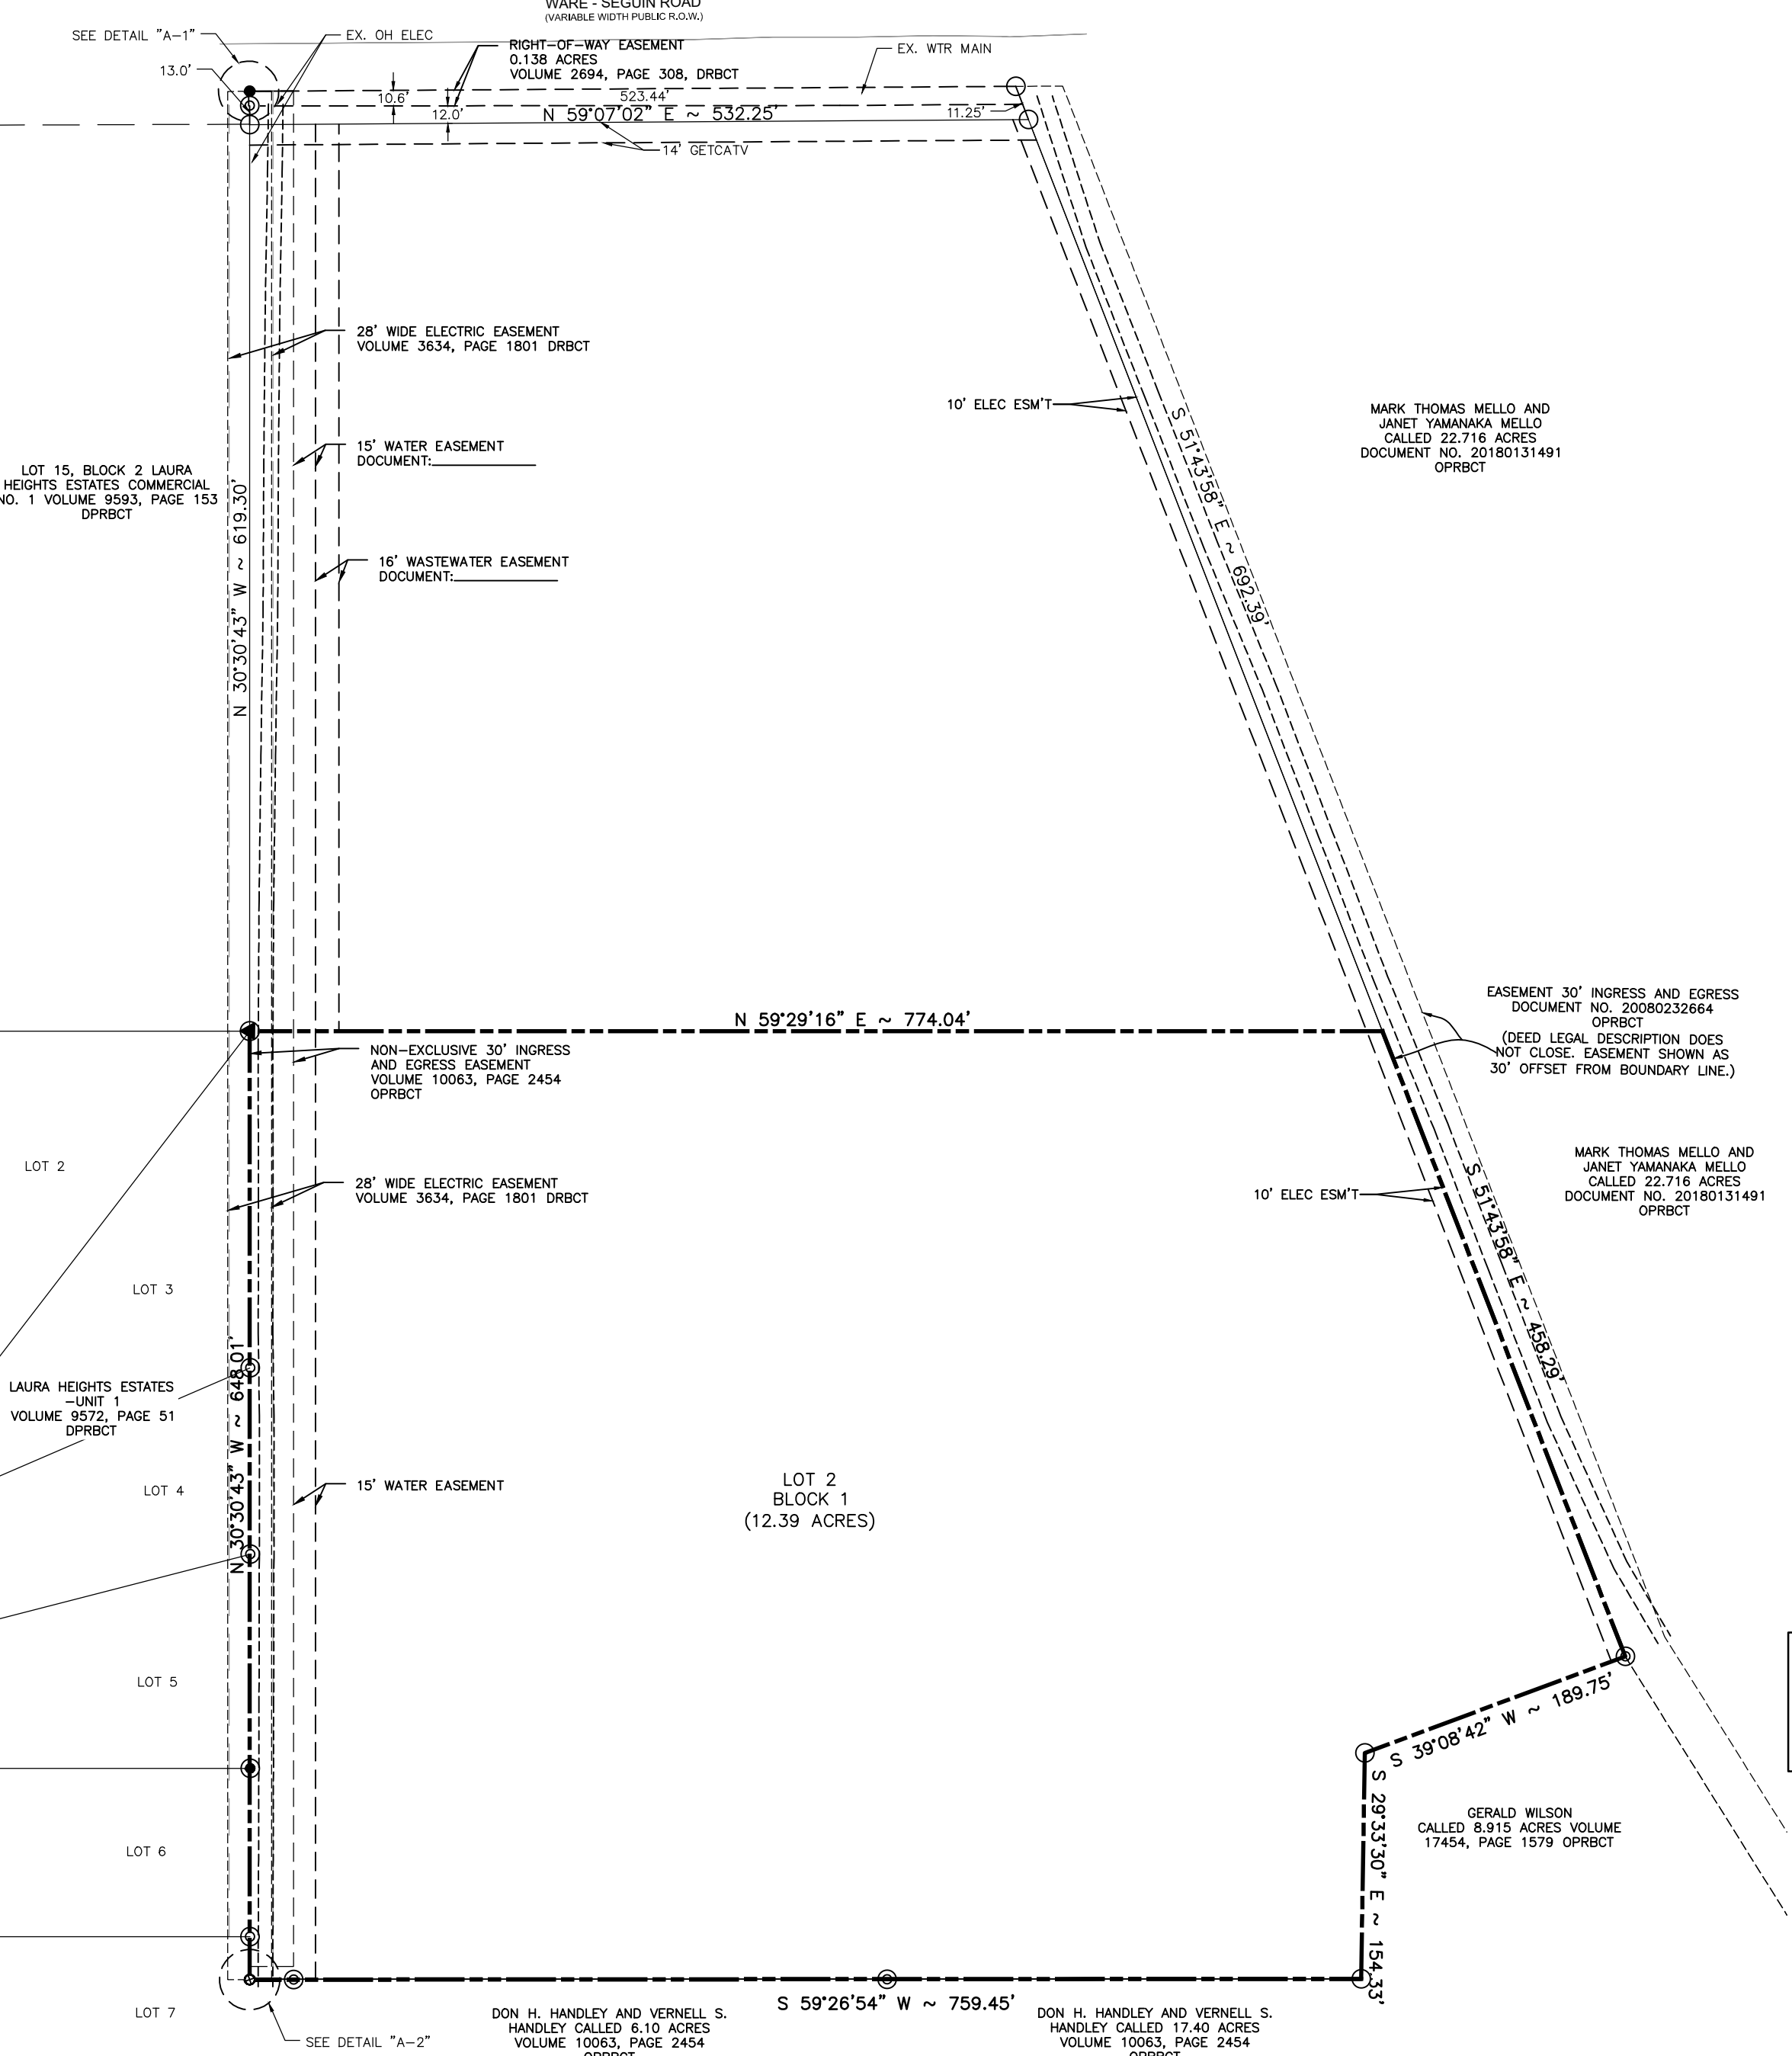 WARE - SEGUIN ROAD
(VARIABLE WIDTH PUBLIC R.O.W.)
SEE DETAIL "A-1"
EX. OH ELEC
RIGHT-OF-WAY EASEMENT
0.138 ACRES
VOLUME 2694, PAGE 308, DRBCT
EX. WTR MAIN
13.0'
10.6'
523.44'
12.0'
N 59°07'02" E ~ 532.25'
11.25'
14' GETCATV
28' WIDE ELECTRIC EASEMENT
VOLUME 3634, PAGE 1801 DRBCT
10' ELEC ESM'T
S 51°43'58" E ~ 692.39'
MARK THOMAS MELLO AND
JANET YAMANAKA MELLO
CALLED 22.716 ACRES
DOCUMENT NO. 20180131491
OPRBCT
15' WATER EASEMENT
DOCUMENT:
LOT 15, BLOCK 2 LAURA
HEIGHTS ESTATES COMMERCIAL
NO. 1 VOLUME 9593, PAGE 153
DPRBCT
N 30°30'43" W ~ 619.30'
16' WASTEWATER EASEMENT
DOCUMENT:
N 59°29'16" E ~ 774.04'
EASEMENT 30' INGRESS AND EGRESS
DOCUMENT NO. 20080232664
OPRBCT
(DEED LEGAL DESCRIPTION DOES
NOT CLOSE. EASEMENT SHOWN AS
30' OFFSET FROM BOUNDARY LINE.)
NON-EXCLUSIVE 30' INGRESS
AND EGRESS EASEMENT
VOLUME 10063, PAGE 2454
OPRBCT
LOT 2
28' WIDE ELECTRIC EASEMENT
VOLUME 3634, PAGE 1801 DRBCT
10' ELEC ESM'T
S 51°43'58" E ~ 458.29'
MARK THOMAS MELLO AND
JANET YAMANAKA MELLO
CALLED 22.716 ACRES
DOCUMENT NO. 20180131491
OPRBCT
LOT 3
LAURA HEIGHTS ESTATES
-UNIT 1
VOLUME 9572, PAGE 51
DPRBCT
N 30°30'43" W ~ 648.01'
LOT 4
15' WATER EASEMENT
LOT 2
BLOCK 1
(12.39 ACRES)
LOT 5
S 39°08'42" W ~ 189.75'
S 29°33'30" E ~ 154.33'
GERALD WILSON
CALLED 8.915 ACRES VOLUME
17454, PAGE 1579 OPRBCT
LOT 6
LOT 7
SEE DETAIL "A-2"
S 59°26'54" W ~ 759.45'
DON H. HANDLEY AND VERNELL S.
HANDLEY CALLED 6.10 ACRES
VOLUME 10063, PAGE 2454
OPRBCT
DON H. HANDLEY AND VERNELL S.
HANDLEY CALLED 17.40 ACRES
VOLUME 10063, PAGE 2454
OPRBCT